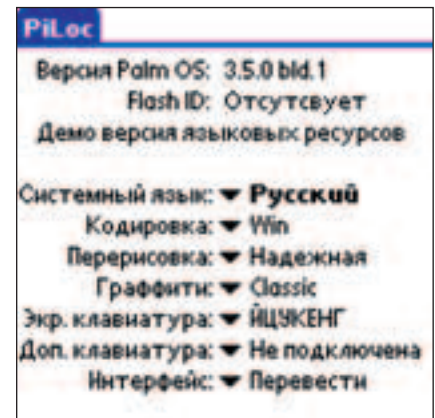 PiLoc
Версия Palm OS: 3.5.0 bld.1
Flash ID: Отсутсвует
Демо версия языковых ресурсов
Системный язык: Русский
Кодировка: Win
Перерисовка: Надежная
Граффити: Classic
Экр. клавиатура: ЙЦУКЕНГ
Доп. клавиатура: Не подключена
Интерфейс: Перевести